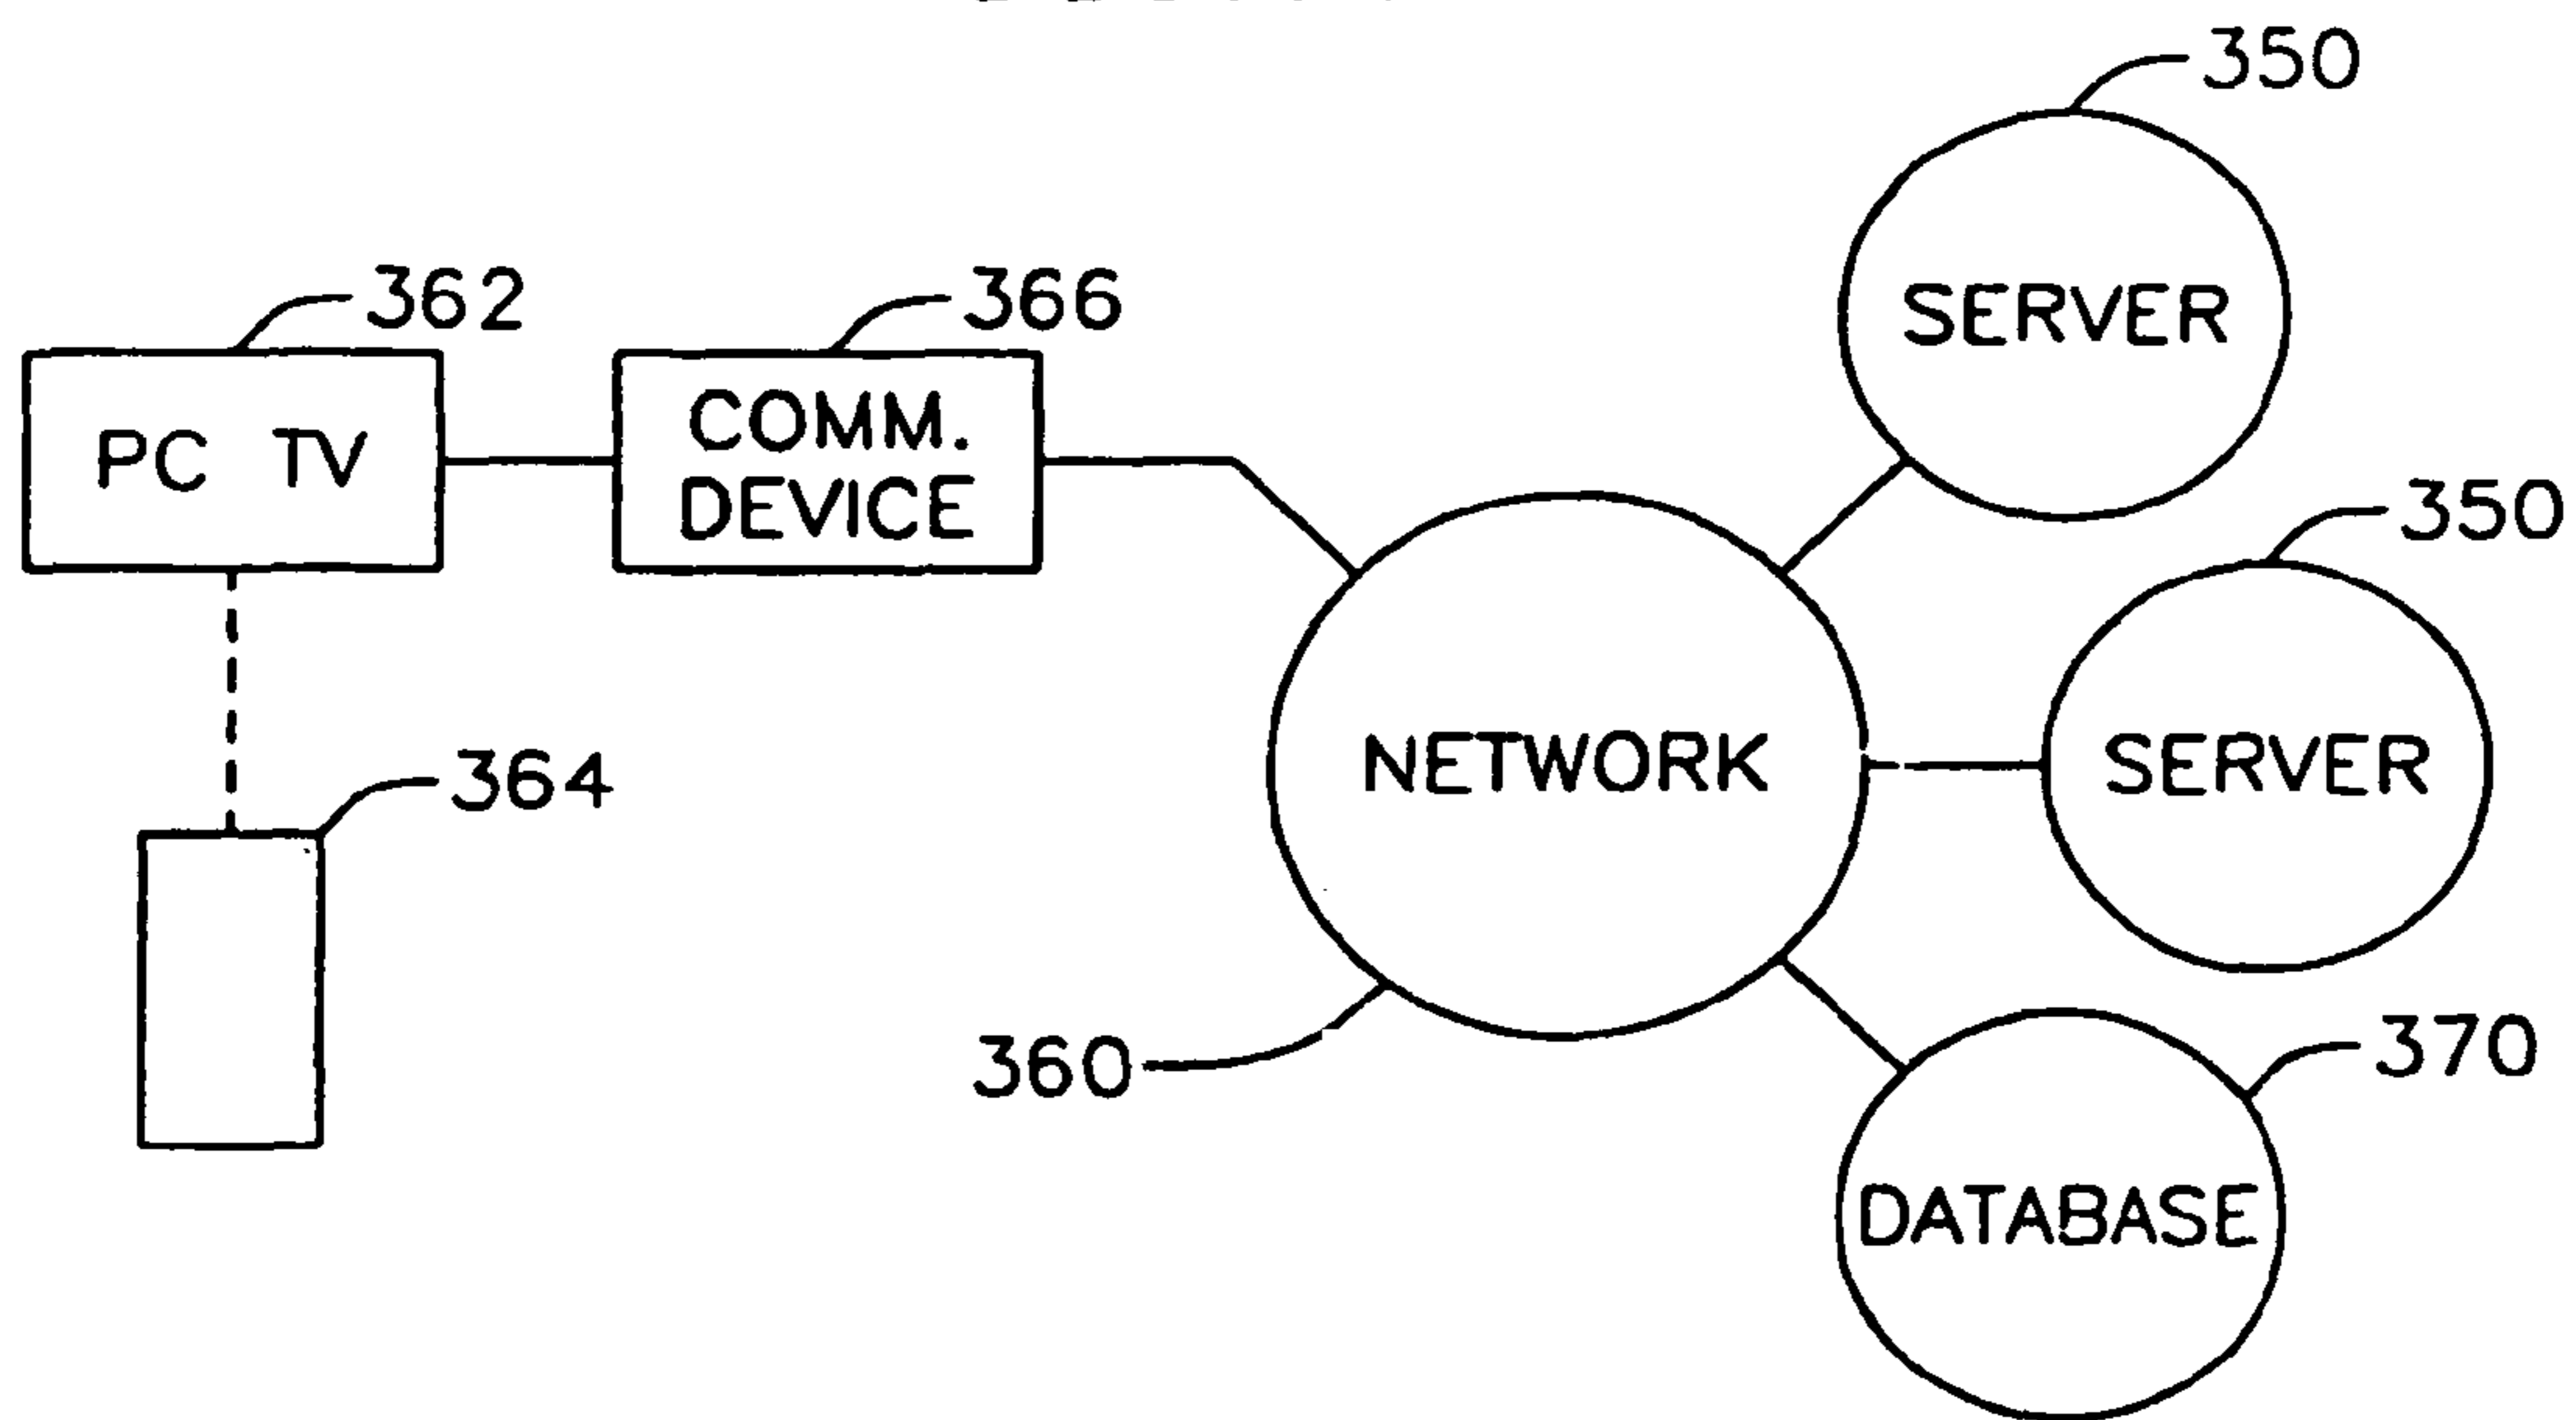 350
SERVER
362
366
PC TV
COMM.
DEVICE
350
SERVER
364
NETWORK
360
370
DATABASE